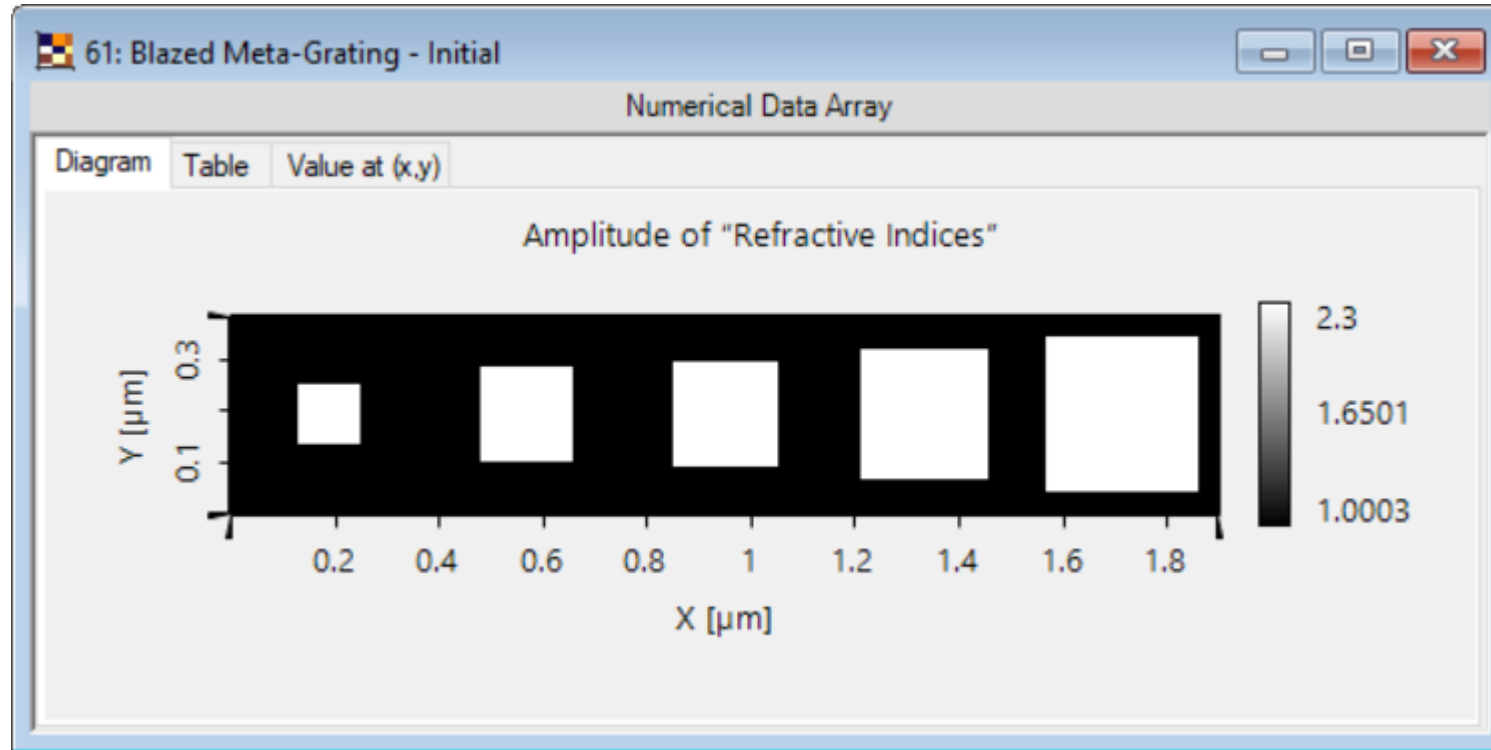 61: Blazed Meta-Grating - Initial
Numerical Data Array
Diagram Table Value at (x,y)
Amplitude of “Refractive Indices”
Y [µm]
0.3
0.1
0.2 0.4 0.6 0.8 1 1.2 1.4 1.6 1.8
X [µm]
2.3
1.6501
1.0003